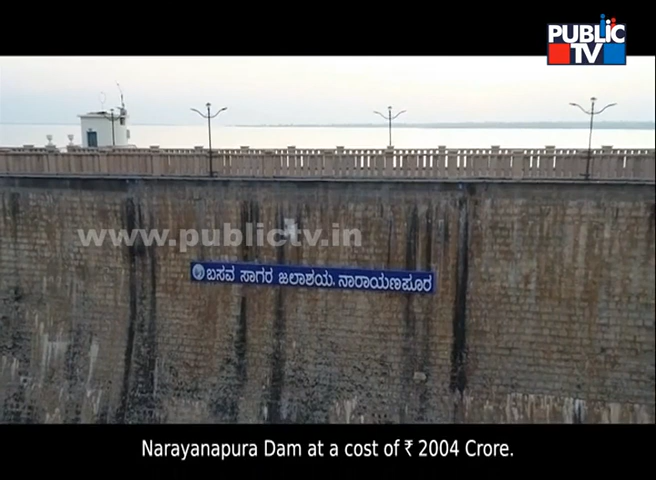 PUBLIC
TV
www.publictv.in
ಬಸವ ಸಾಗರ ಜಲಾಶಯ, ನಾರಾಯಣಪೂರ
Narayanapura Dam at a cost of ₹ 2004 Crore.